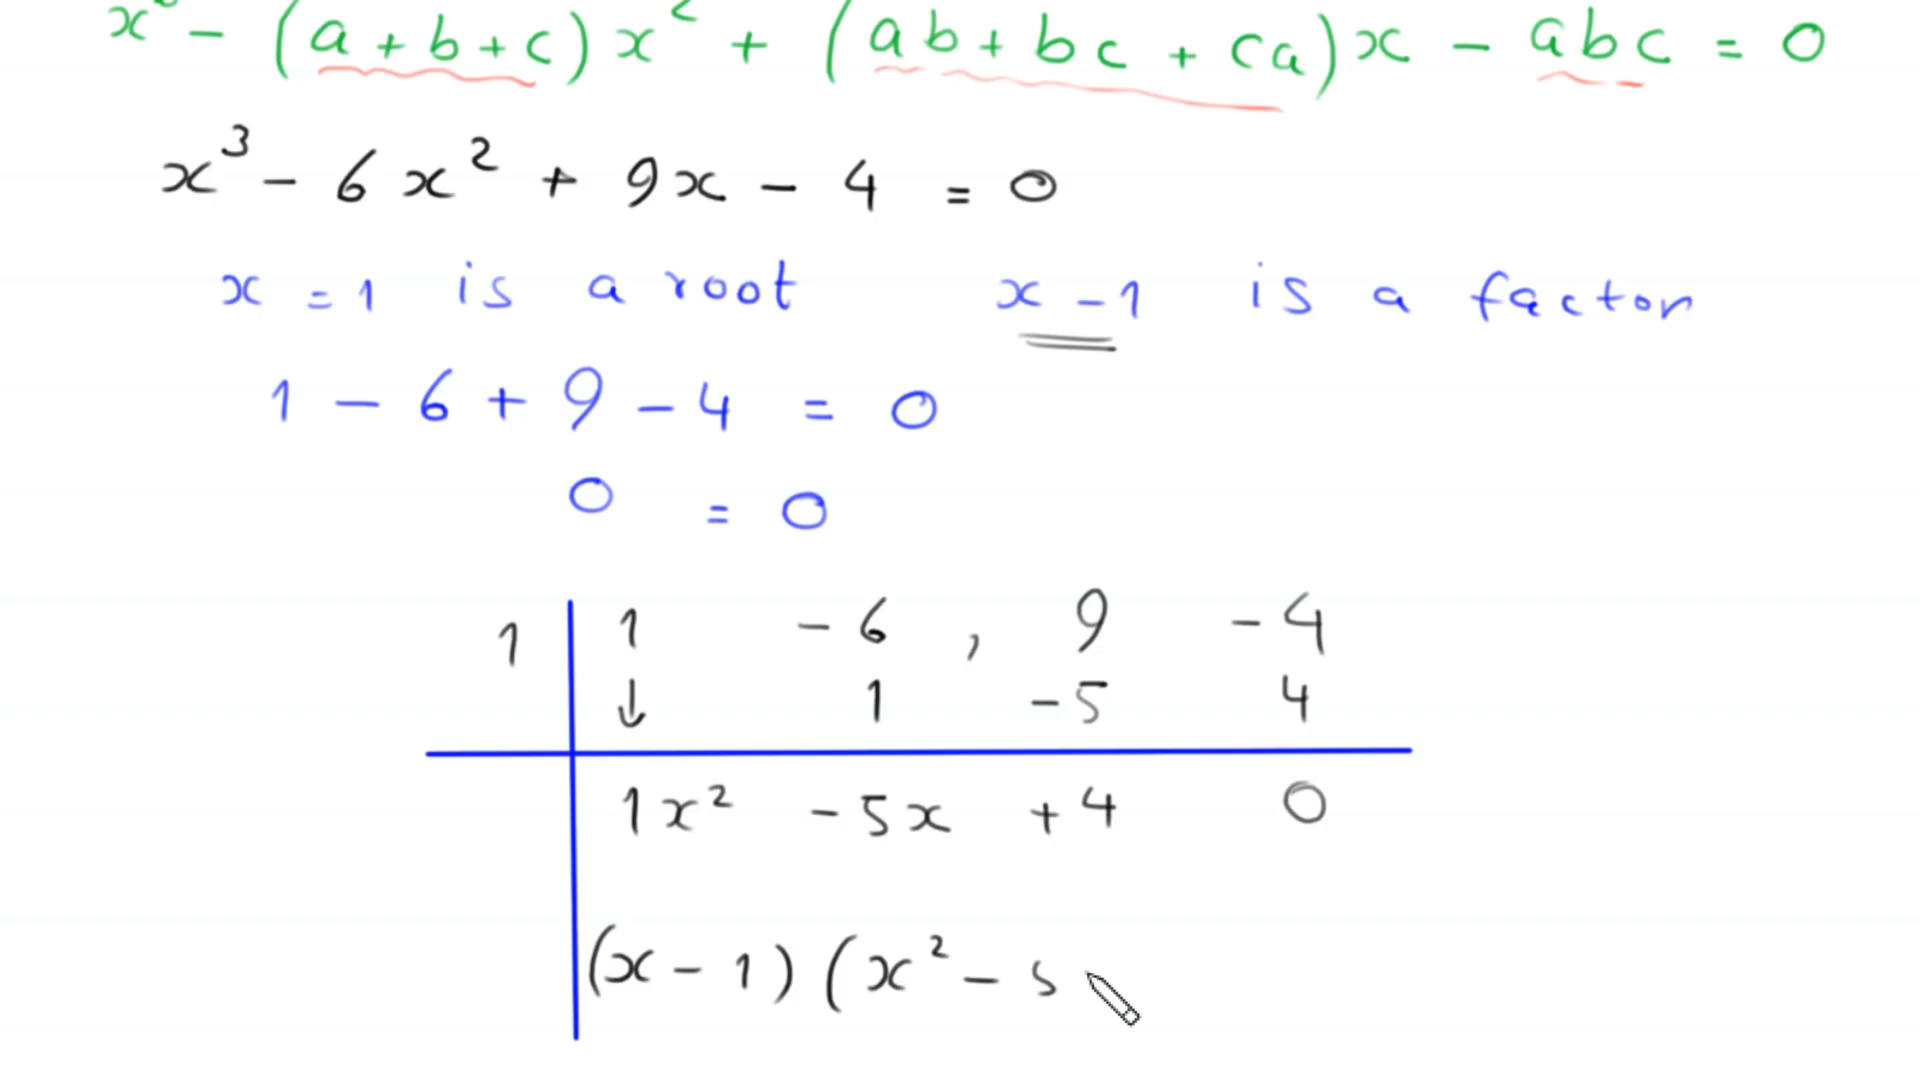 x³ - (a + b + c) x² + (ab + bc + ca) x - abc = 0
x³ - 6x² + 9x - 4 = 0
x = 1 is a root x - 1 is a factor
1 - 6 + 9 - 4 = 0
0 = 0
1 1 - 6 , 9 - 4
↓ 1 - 5 4
1x² - 5x + 4 0
(x - 1) (x² - 5